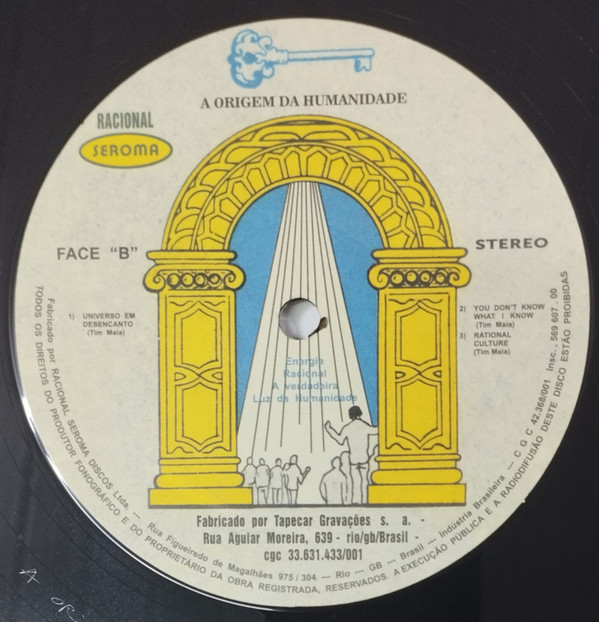 A ORIGEM DA HUMANIDADE
RACIONAL
SEROMA
FACE "B"
STEREO
1) UNIVERSO EM
DESENCANTO
(Tim Maia)
2) YOU DON'T KNOW
WHAT I KNOW
(Tim Maia)
3) RATIONAL
CULTURE
(Tim Maia)
Energia
Racional
A verdadeira
Luz da Humanidade
Fabricado por Tapecar Gravações s. a. -
Rua Aguiar Moreira, 639 - rio/gb/Brasil -
cgc 33.631.433/001
Fabricado por RACIONAL SEROMA DISCOS Ltda. — Rua Figueiredo de Magalhães 975/304 — Rio — GB — Brasil — Indústria Brasileira — C G C 42.368/001 Insc., 569 607. 00
TODOS OS DIREITOS DO PRODUTOR FONOGRÁFICO E DO PROPRIETÁRIO DA OBRA REGISTRADA, RESERVADOS. A EXECUÇÃO PÚBLICA E A RADIODIFUSÃO DESTE DISCO ESTÃO PROIBIDAS